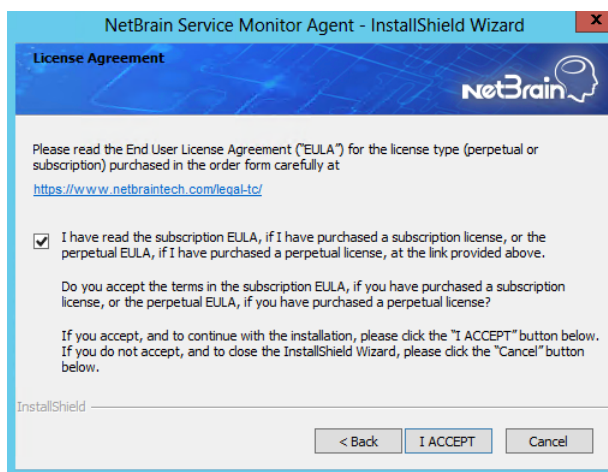 NetBrain Service Monitor Agent - InstallShield Wizard
x
License Agreement
NetBrain
Please read the End User License Agreement ("EULA") for the license type (perpetual or
subscription) purchased in the order form carefully at
https://www.netbraintech.com/legal-tc/
I have read the subscription EULA, if I have purchased a subscription license, or the
perpetual EULA, if I have purchased a perpetual license, at the link provided above.
Do you accept the terms in the subscription EULA, if you have purchased a subscription
license, or the perpetual EULA, if you have purchased a perpetual license?
If you accept, and to continue with the installation, please click the "I ACCEPT" button below.
If you do not accept, and to close the InstallShield Wizard, please click the "Cancel" button
below.
InstallShield
< Back I ACCEPT Cancel